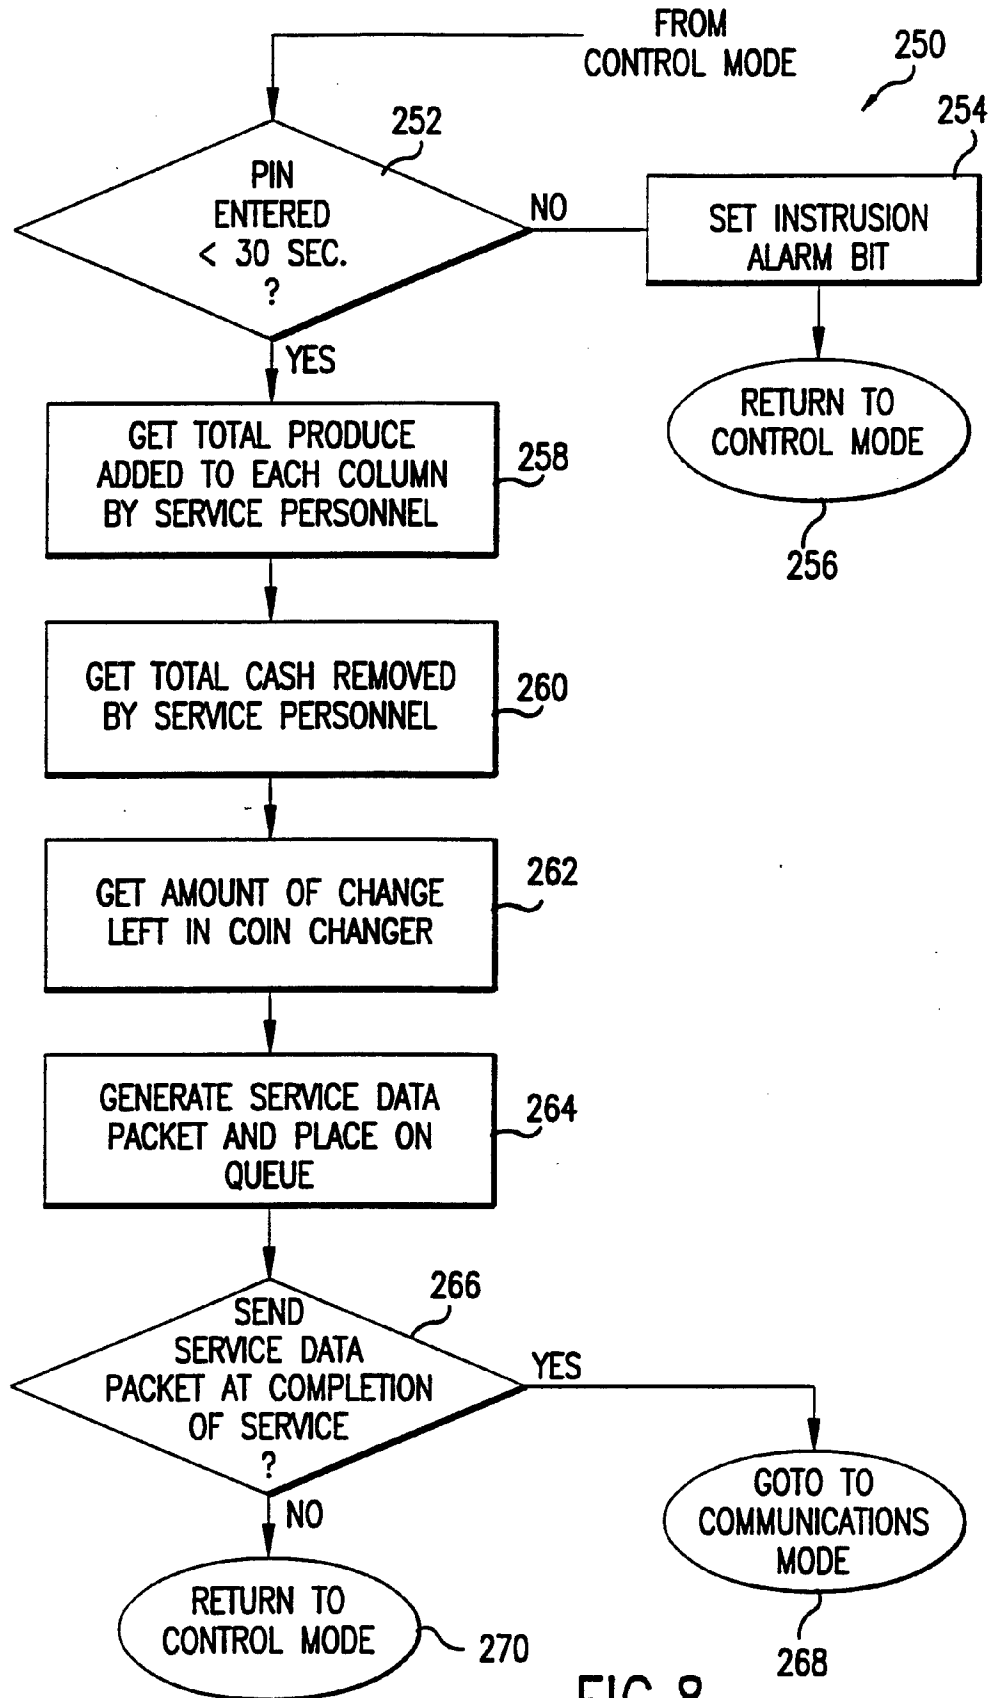 FROM
CONTROL MODE
250
252
254
PIN
ENTERED
< 30 SEC.
?
NO
SET INSTRUSION
ALARM BIT
YES
RETURN TO
CONTROL MODE
256
GET TOTAL PRODUCE
ADDED TO EACH COLUMN
BY SERVICE PERSONNEL
258
GET TOTAL CASH REMOVED
BY SERVICE PERSONNEL
260
GET AMOUNT OF CHANGE
LEFT IN COIN CHANGER
262
GENERATE SERVICE DATA
PACKET AND PLACE ON
QUEUE
264
266
SEND
SERVICE DATA
PACKET AT COMPLETION
OF SERVICE
?
YES
NO
GOTO TO
COMMUNICATIONS
MODE
268
RETURN TO
CONTROL MODE
270
FIG. 8